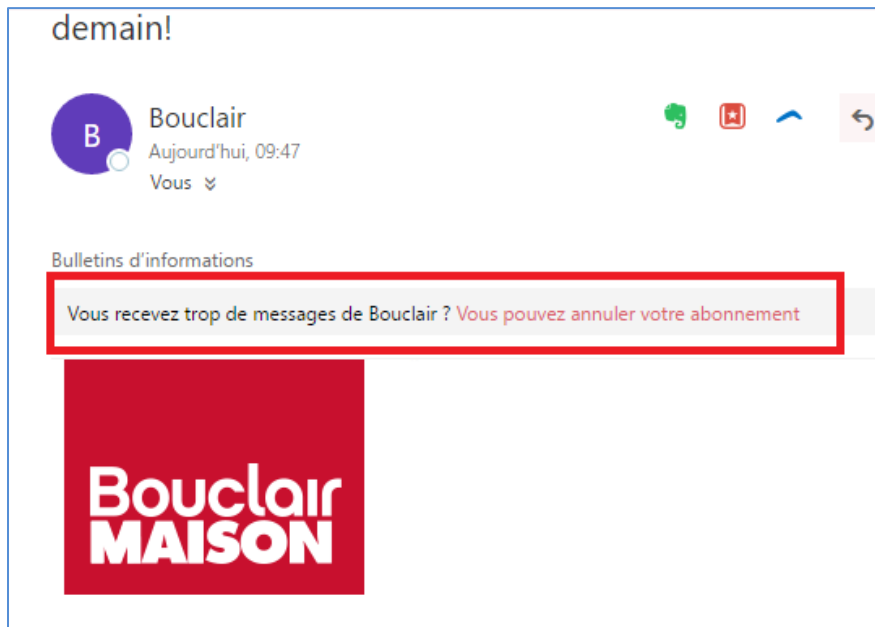 demain!
B
Bouclair
Aujourd'hui, 09:47
Vous
Bulletins d'informations
Vous recevez trop de messages de Bouclair ? Vous pouvez annuler votre abonnement
Bouclair
MAISON